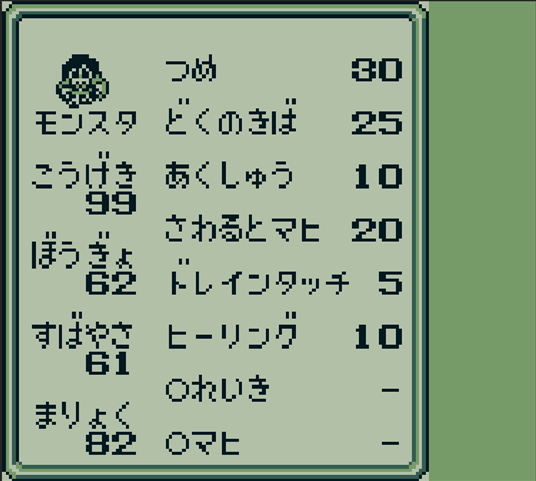 つめ 30
モンスタ どくのきば 25
こうげき 99 あくしゅう 10
さわるとマヒ 20
ぼうぎょ 62 ドレインタッチ 5
すばやさ 61 ヒーリング 10
○れいき -
まりょく 82 ○マヒ -